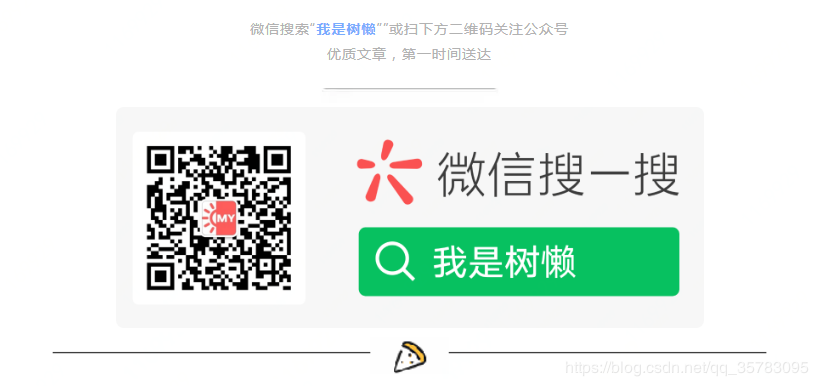 微信搜索“我是树懒””或扫下方二维码关注公众号
优质文章，第一时间送达
MY
微信搜一搜
我是树懒
https://blog.csdn.net/qq_35783095